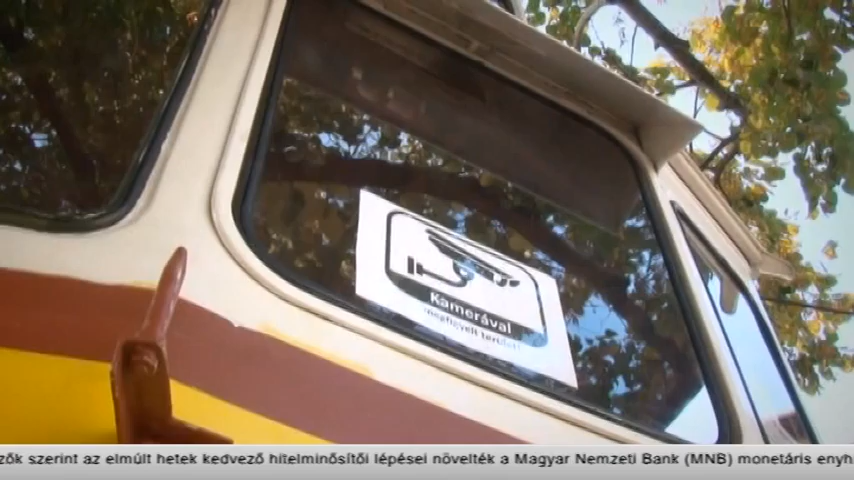 Kamerával
megfigyelt terület!
zők szerint az elmúlt hetek kedvező hitelminősítői lépései növelték a Magyar Nemzeti Bank (MNB) monetáris enyh